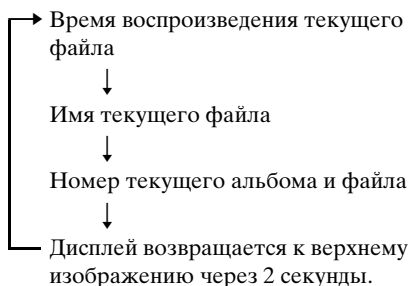 Время воспроизведения текущего
файла
Имя текущего файла
Номер текущего альбома и файла
Дисплей возвращается к верхнему
изображению через 2 секунды.